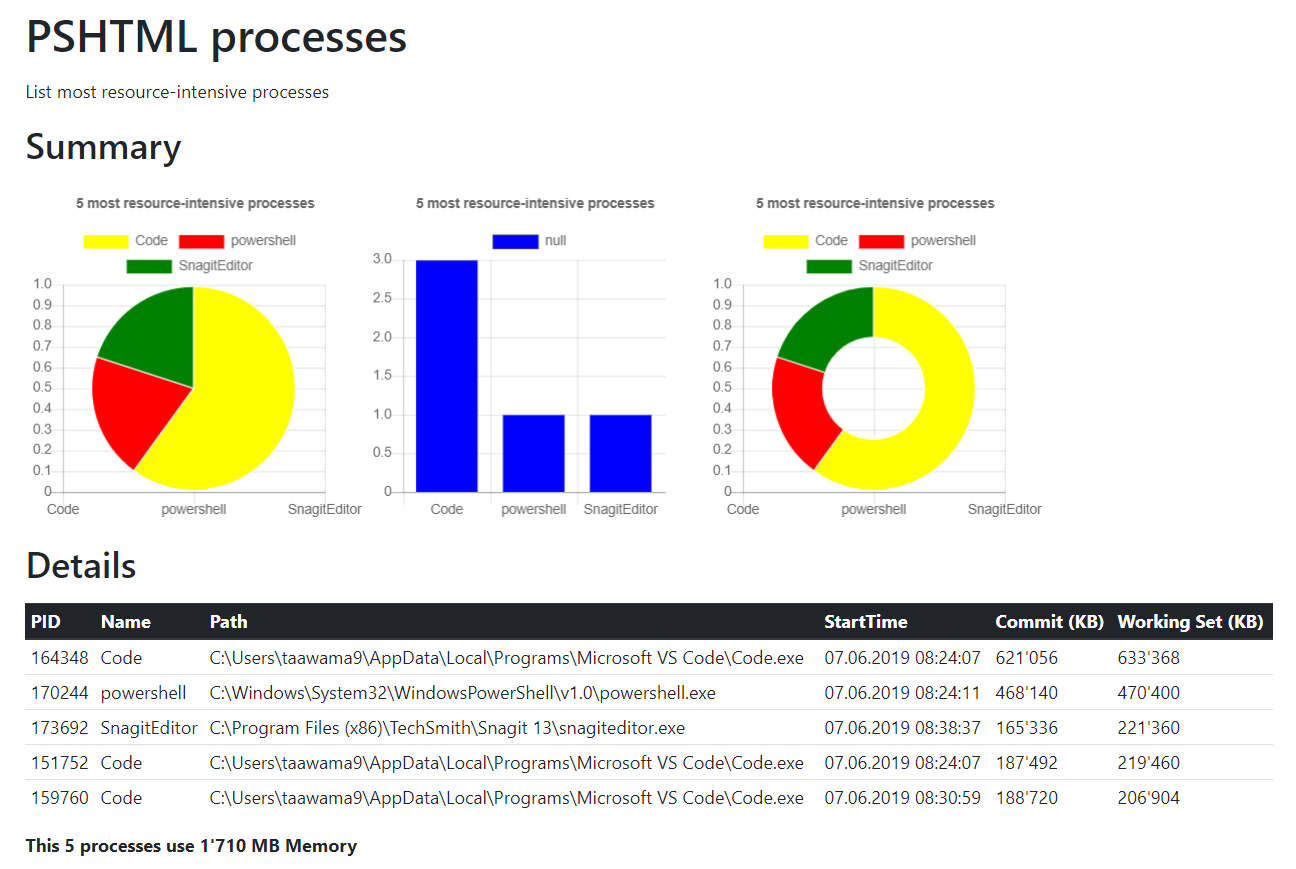 PSHTML processes
List most resource-intensive processes
Summary
5 most resource-intensive processes
Code powershell
SnagitEditor
1.0
0.9
0.8
0.7
0.6
0.5
0.4
0.3
0.2
0.1
0
Code powershell SnagitEditor
5 most resource-intensive processes
null
3.0
2.5
2.0
1.5
1.0
0.5
0
Code powershell SnagitEditor
5 most resource-intensive processes
Code powershell
SnagitEditor
1.0
0.9
0.8
0.7
0.6
0.5
0.4
0.3
0.2
0.1
0
Code powershell SnagitEditor
Details
PID Name Path StartTime Commit (KB) Working Set (KB)
164348 Code C:\Users\taawama9\AppData\Local\Programs\Microsoft VS Code\Code.exe 07.06.2019 08:24:07 621'056 633'368
170244 powershell C:\Windows\System32\WindowsPowerShell\v1.0\powershell.exe 07.06.2019 08:24:11 468'140 470'400
173692 SnagitEditor C:\Program Files (x86)\TechSmith\Snagit 13\snagiteditor.exe 07.06.2019 08:38:37 165'336 221'360
151752 Code C:\Users\taawama9\AppData\Local\Programs\Microsoft VS Code\Code.exe 07.06.2019 08:24:07 187'492 219'460
159760 Code C:\Users\taawama9\AppData\Local\Programs\Microsoft VS Code\Code.exe 07.06.2019 08:30:59 188'720 206'904
This 5 processes use 1'710 MB Memory